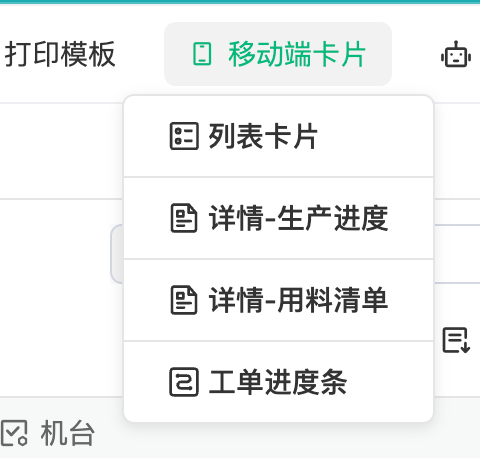 打印模板 移动端卡片
列表卡片
详情-生产进度
详情-用料清单
工单进度条
机台